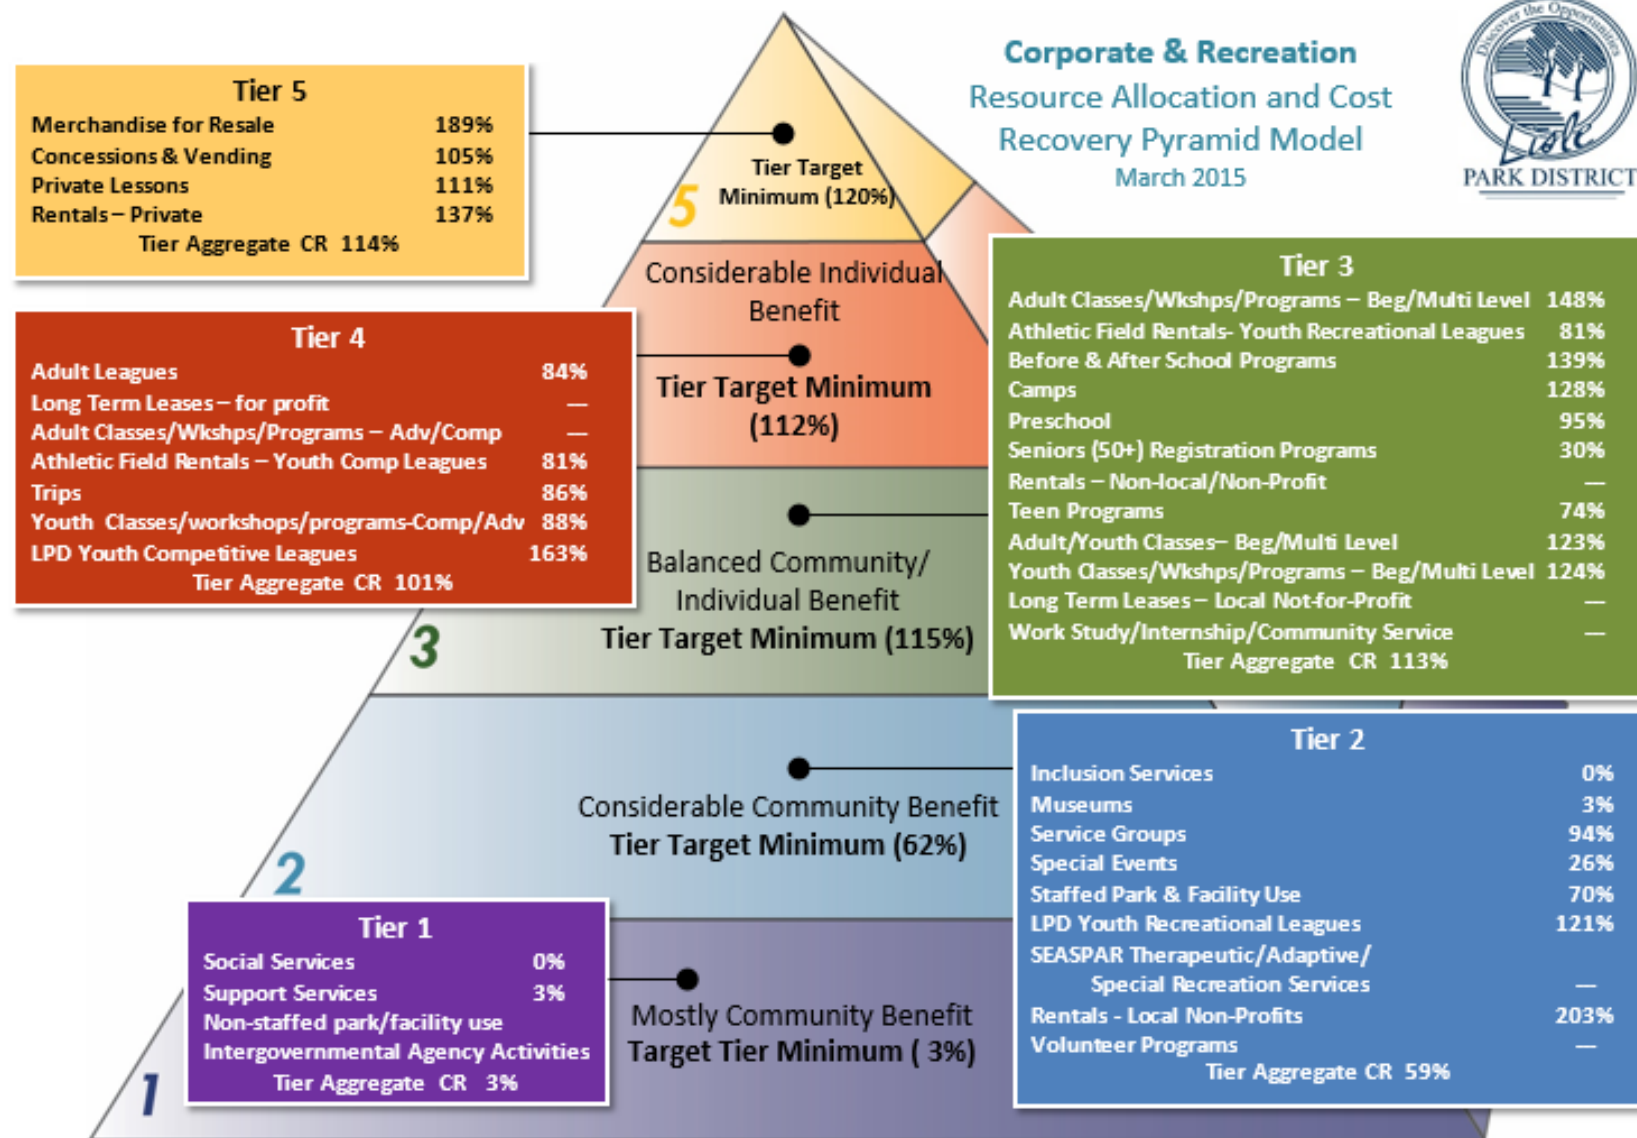 Corporate & Recreation
Resource Allocation and Cost
Recovery Pyramid Model
March 2015
Discover the Opportunities
Lisle
PARK DISTRICT
Tier 5
Merchandise for Resale 189%
Concessions & Vending 105%
Private Lessons 111%
Rentals – Private 137%
Tier Aggregate CR 114%
Tier Target
Minimum (120%)
5
Considerable Individual
Benefit
Tier Target Minimum
(112%)
Tier 4
Adult Leagues 84%
Long Term Leases – for profit —
Adult Classes/Wkshps/Programs – Adv/Comp —
Athletic Field Rentals – Youth Comp Leagues 81%
Trips 86%
Youth Classes/workshops/programs-Comp/Adv 88%
LPD Youth Competitive Leagues 163%
Tier Aggregate CR 101%
Tier 3
Adult Classes/Wkshps/Programs – Beg/Multi Level 148%
Athletic Field Rentals- Youth Recreational Leagues 81%
Before & After School Programs 139%
Camps 128%
Preschool 95%
Seniors (50+) Registration Programs 30%
Rentals – Non-local/Non-Profit —
Teen Programs 74%
Adult/Youth Classes– Beg/Multi Level 123%
Youth Classes/Wkshps/Programs – Beg/Multi Level 124%
Long Term Leases – Local Not-for-Profit —
Work Study/Internship/Community Service —
Tier Aggregate CR 113%
Balanced Community/
Individual Benefit
Tier Target Minimum (115%)
3
Considerable Community Benefit
Tier Target Minimum (62%)
2
Tier 2
Inclusion Services 0%
Museums 3%
Service Groups 94%
Special Events 26%
Staffed Park & Facility Use 70%
LPD Youth Recreational Leagues 121%
SEASPAR Therapeutic/Adaptive/
Special Recreation Services —
Rentals - Local Non-Profits 203%
Volunteer Programs —
Tier Aggregate CR 59%
Tier 1
Social Services 0%
Support Services 3%
Non-staffed park/facility use
Intergovernmental Agency Activities
Tier Aggregate CR 3%
Mostly Community Benefit
Target Tier Minimum ( 3%)
1